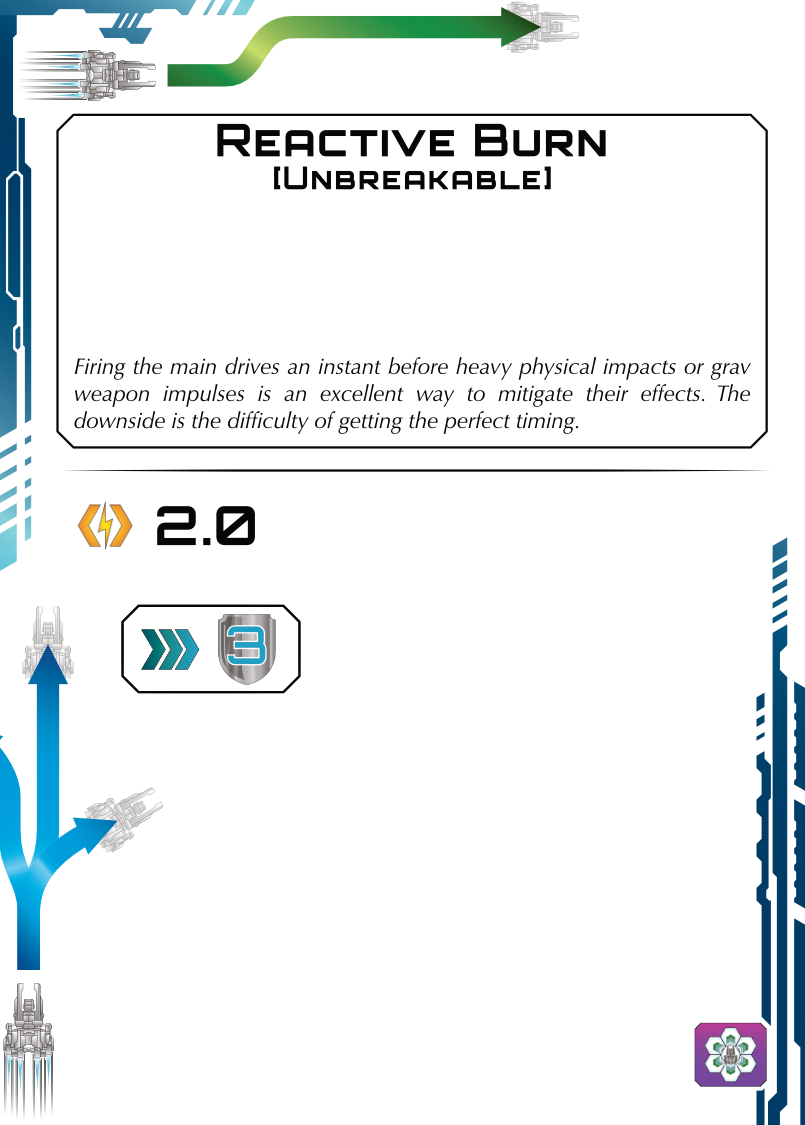 Reactive Burn
[Unbreakable]
Firing the main drives an instant before heavy physical impacts or grav
weapon impulses is an excellent way to mitigate their effects. The
downside is the difficulty of getting the perfect timing.
2.0
3